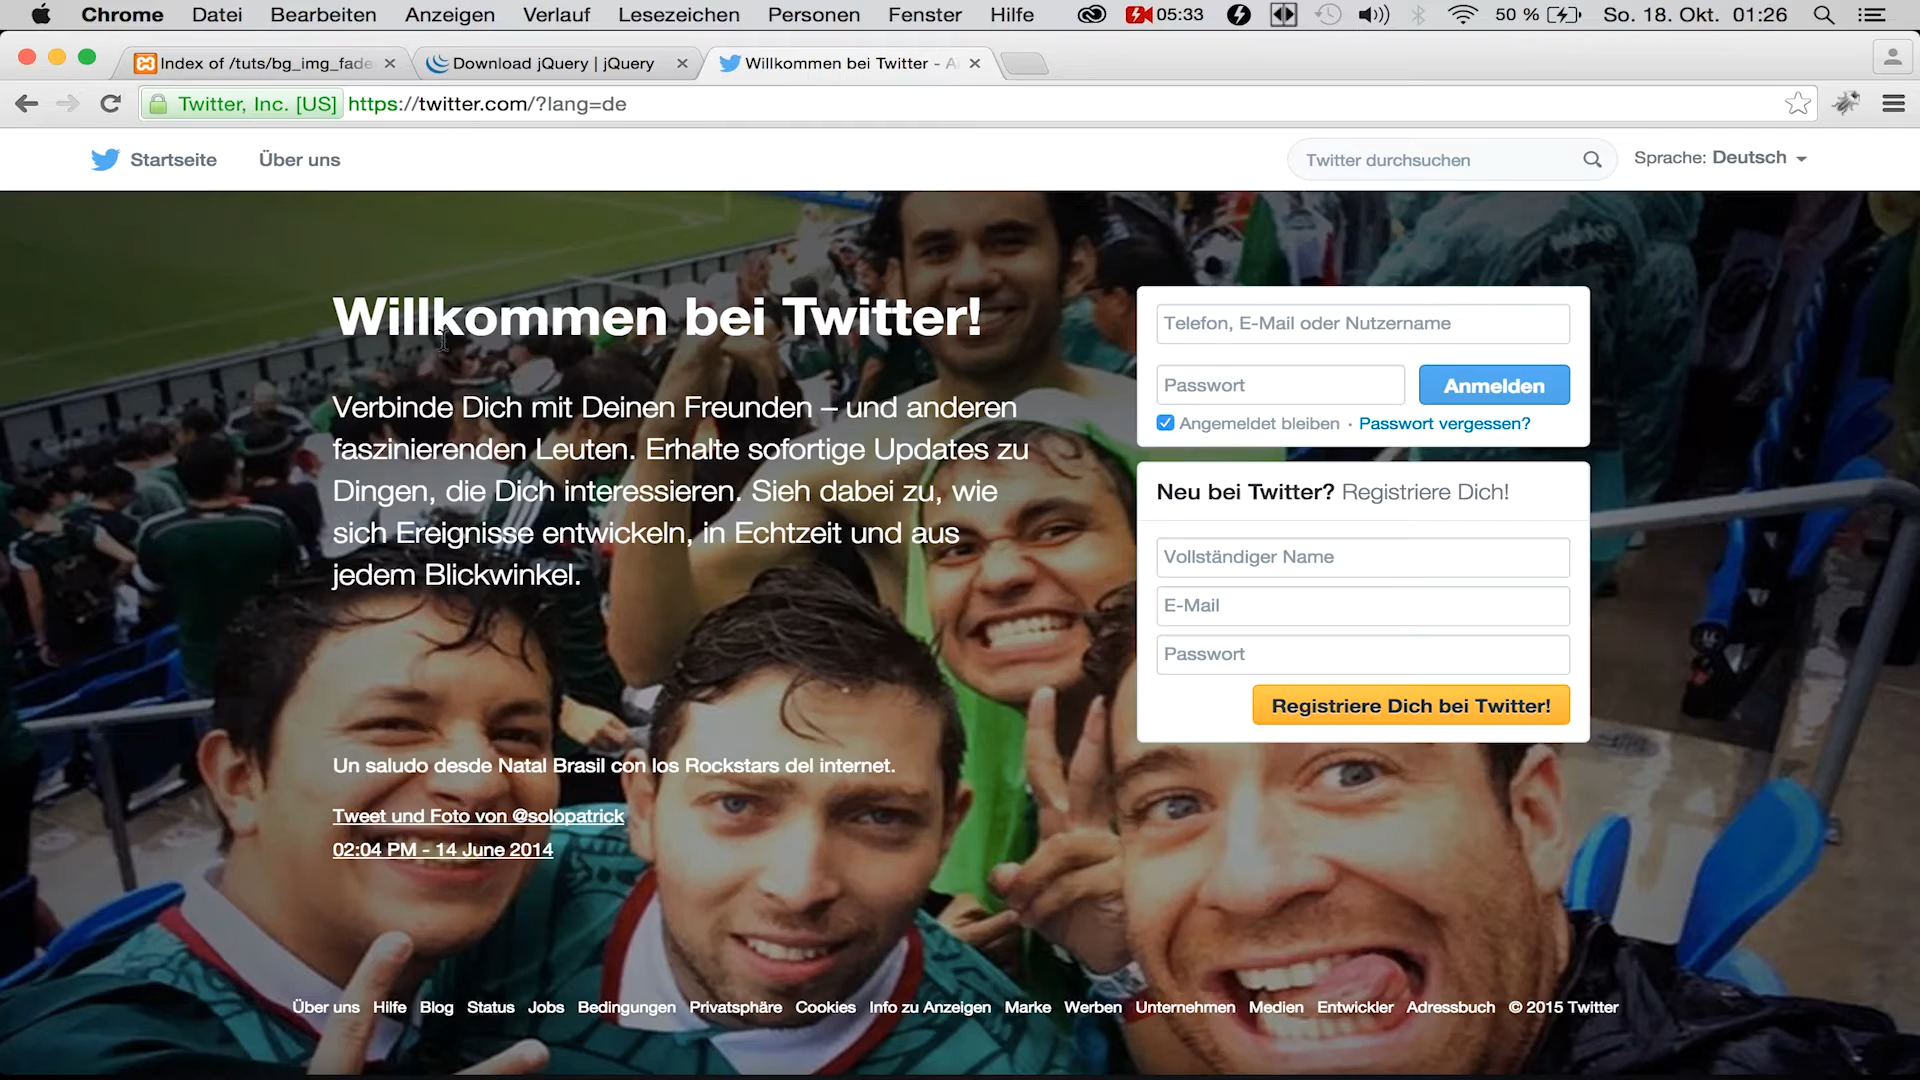 Chrome Datei Bearbeiten Anzeigen Verlauf Lesezeichen Personen Fenster Hilfe 05:33 50 % So. 18. Okt. 01:26
Index of /tuts/bg_img_fade Download jQuery | jQuery Willkommen bei Twitter - A
Twitter, Inc. [US] https://twitter.com/?lang=de
Startseite Über uns Twitter durchsuchen Sprache: Deutsch
Willkommen bei Twitter!
Verbinde Dich mit Deinen Freunden – und anderen
faszinierenden Leuten. Erhalte sofortige Updates zu
Dingen, die Dich interessieren. Sieh dabei zu, wie
sich Ereignisse entwickeln, in Echtzeit und aus
jedem Blickwinkel.
Telefon, E-Mail oder Nutzername
Passwort Anmelden
Angemeldet bleiben · Passwort vergessen?
Neu bei Twitter? Registriere Dich!
Vollständiger Name
E-Mail
Passwort
Registriere Dich bei Twitter!
Un saludo desde Natal Brasil con los Rockstars del internet.
Tweet und Foto von @solopatrick
02:04 PM - 14 June 2014
Über uns Hilfe Blog Status Jobs Bedingungen Privatsphäre Cookies Info zu Anzeigen Marke Werben Unternehmen Medien Entwickler Adressbuch © 2015 Twitter